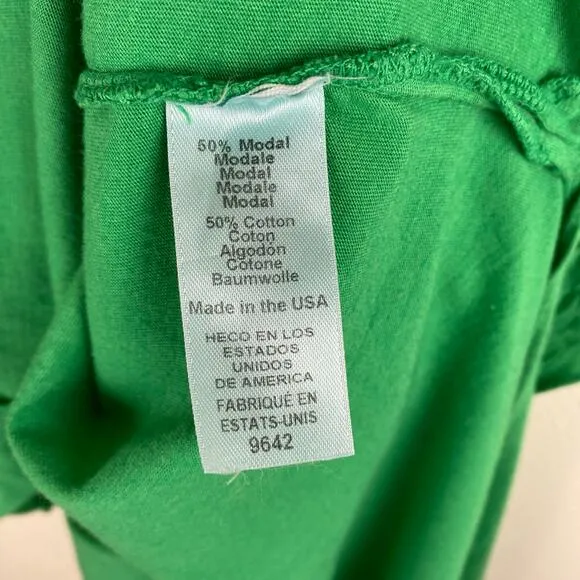 50% Modal
Modale
Modal
Modale
Modal
50% Cotton
Coton
Algodon
Cotone
Baumwolle
Made in the USA
HECO EN LOS
ESTADOS
UNIDOS
DE AMERICA
FABRIQUÉ EN
ESTATS-UNIS
9642